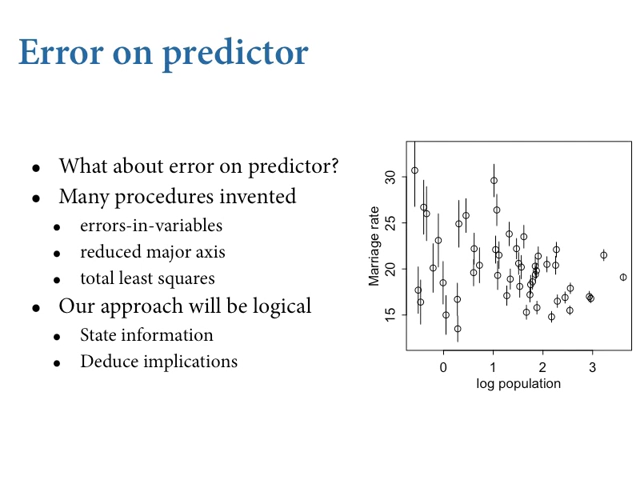 Error on predictor
• What about error on predictor?
• Many procedures invented
• errors-in-variables
• reduced major axis
• total least squares
• Our approach will be logical
• State information
• Deduce implications
Marriage rate
30
25
20
15
0 1 2 3
log population